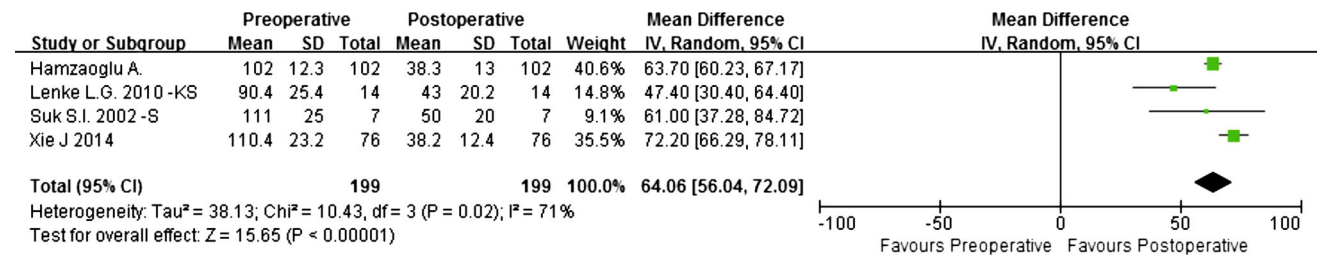 Preoperative Postoperative Mean Difference Mean Difference
Study or Subgroup Mean SD Total Mean SD Total Weight IV, Random, 95% CI IV, Random, 95% CI
Hamzaoglu A. 102 12.3 102 38.3 13 102 40.6% 63.70 [60.23, 67.17]
Lenke L.G. 2010 -KS 90.4 25.4 14 43 20.2 14 14.8% 47.40 [30.40, 64.40]
Suk S.I. 2002 -S 111 25 7 50 20 7 9.1% 61.00 [37.28, 84.72]
Xie J 2014 110.4 23.2 76 38.2 12.4 76 35.5% 72.20 [66.29, 78.11]
Total (95% CI) 199 199 100.0% 64.06 [56.04, 72.09]
Heterogeneity: Tau² = 38.13; Chi² = 10.43, df = 3 (P = 0.02); I² = 71%
Test for overall effect: Z = 15.65 (P < 0.00001)
-100 -50 0 50 100
Favours Preoperative Favours Postoperative